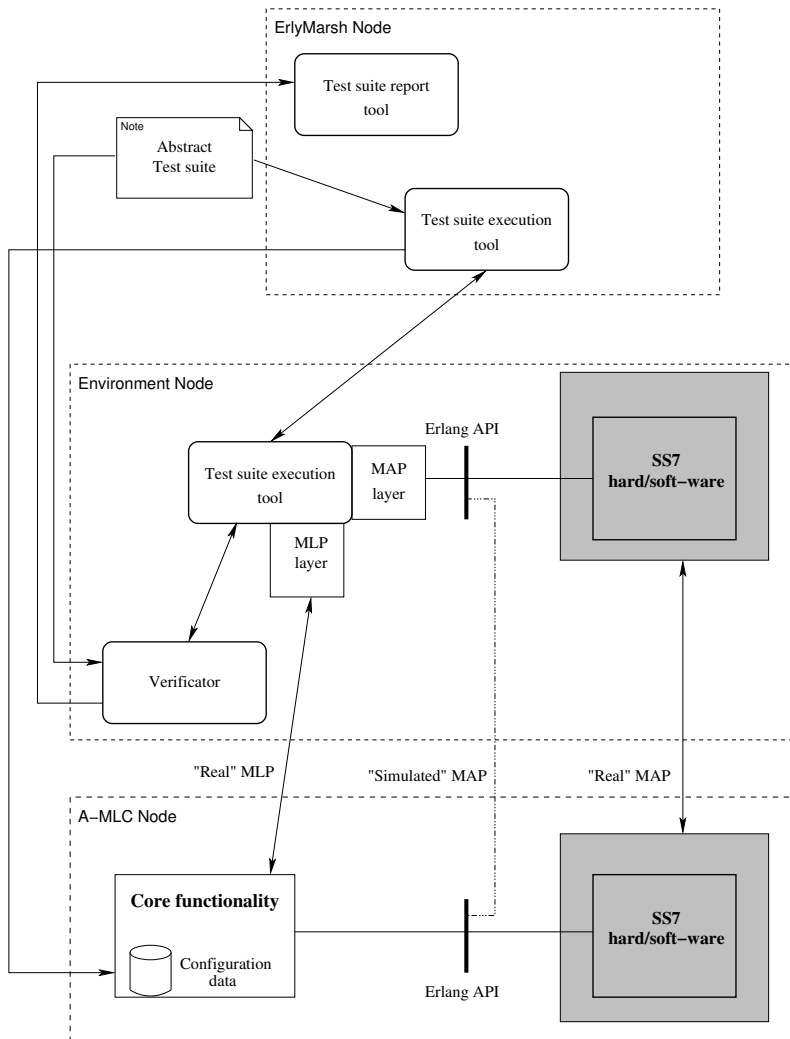 ErlyMarsh Node
Test suite report
tool
Note
Abstract
Test suite
Test suite execution
tool
Environment Node
Erlang API
Test suite execution
tool
MAP
layer
SS7
hard/soft-ware
MLP
layer
Verificator
"Real" MLP
"Simulated" MAP
"Real" MAP
A-MLC Node
Core functionality
Configuration
data
SS7
hard/soft-ware
Erlang API